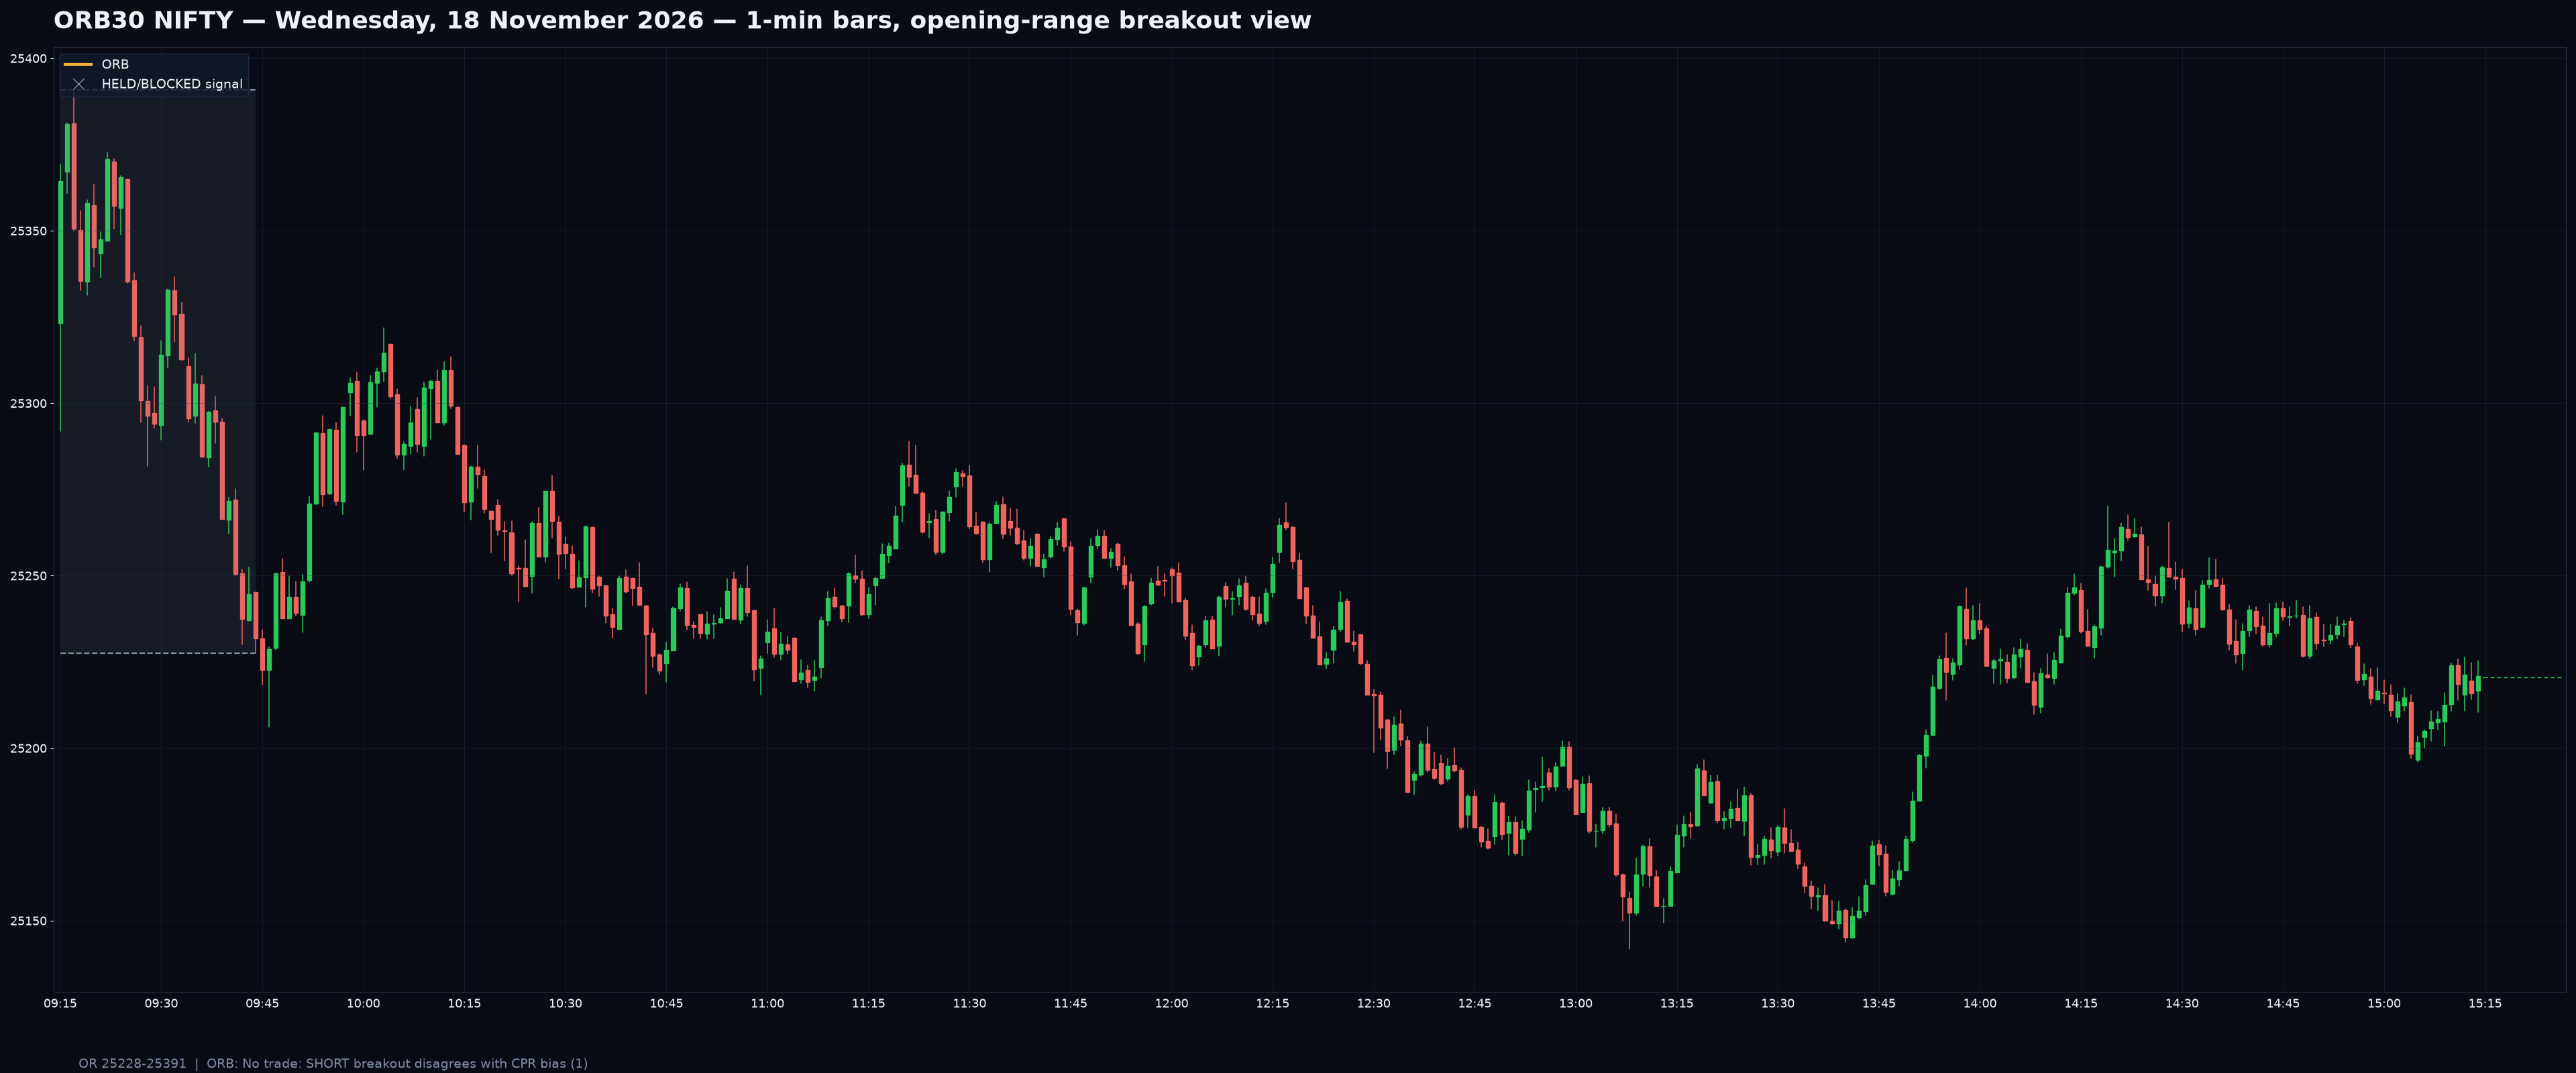 ORB30 NIFTY — Wednesday, 18 November 2026 — 1-min bars, opening-range breakout view
ORB
HELD/BLOCKED signal
25400
25350
25300
25250
25200
25150
09:15 09:30 09:45 10:00 10:15 10:30 10:45 11:00 11:15 11:30 11:45 12:00 12:15 12:30 12:45 13:00 13:15 13:30 13:45 14:00 14:15 14:30 14:45 15:00 15:15
OR 25228-25391 | ORB: No trade: SHORT breakout disagrees with CPR bias (1)